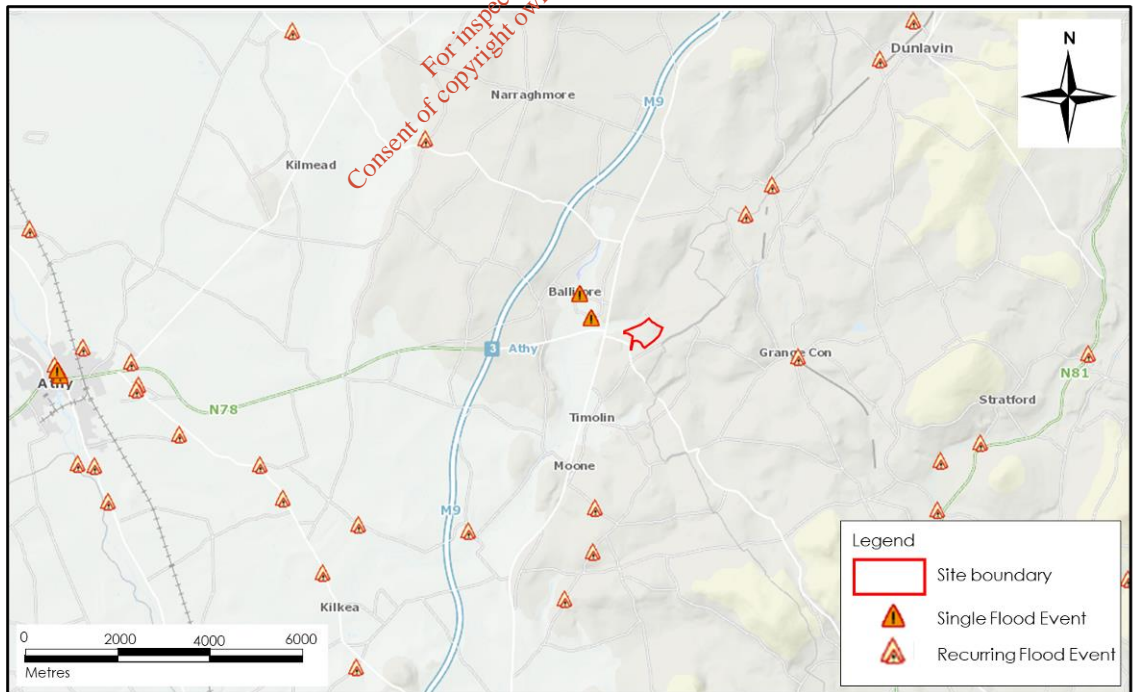 For inspec
Consent of copyright ow
Dunlavin
N
Narraghmore
M9
Kilmead
Ballitore
3 Athy
Grange Con
Athy
N81
Stratford
N78
Timolin
Moone
M9
Kilkea
0 2000 4000 6000
Metres
Legend
Site boundary
Single Flood Event
Recurring Flood Event